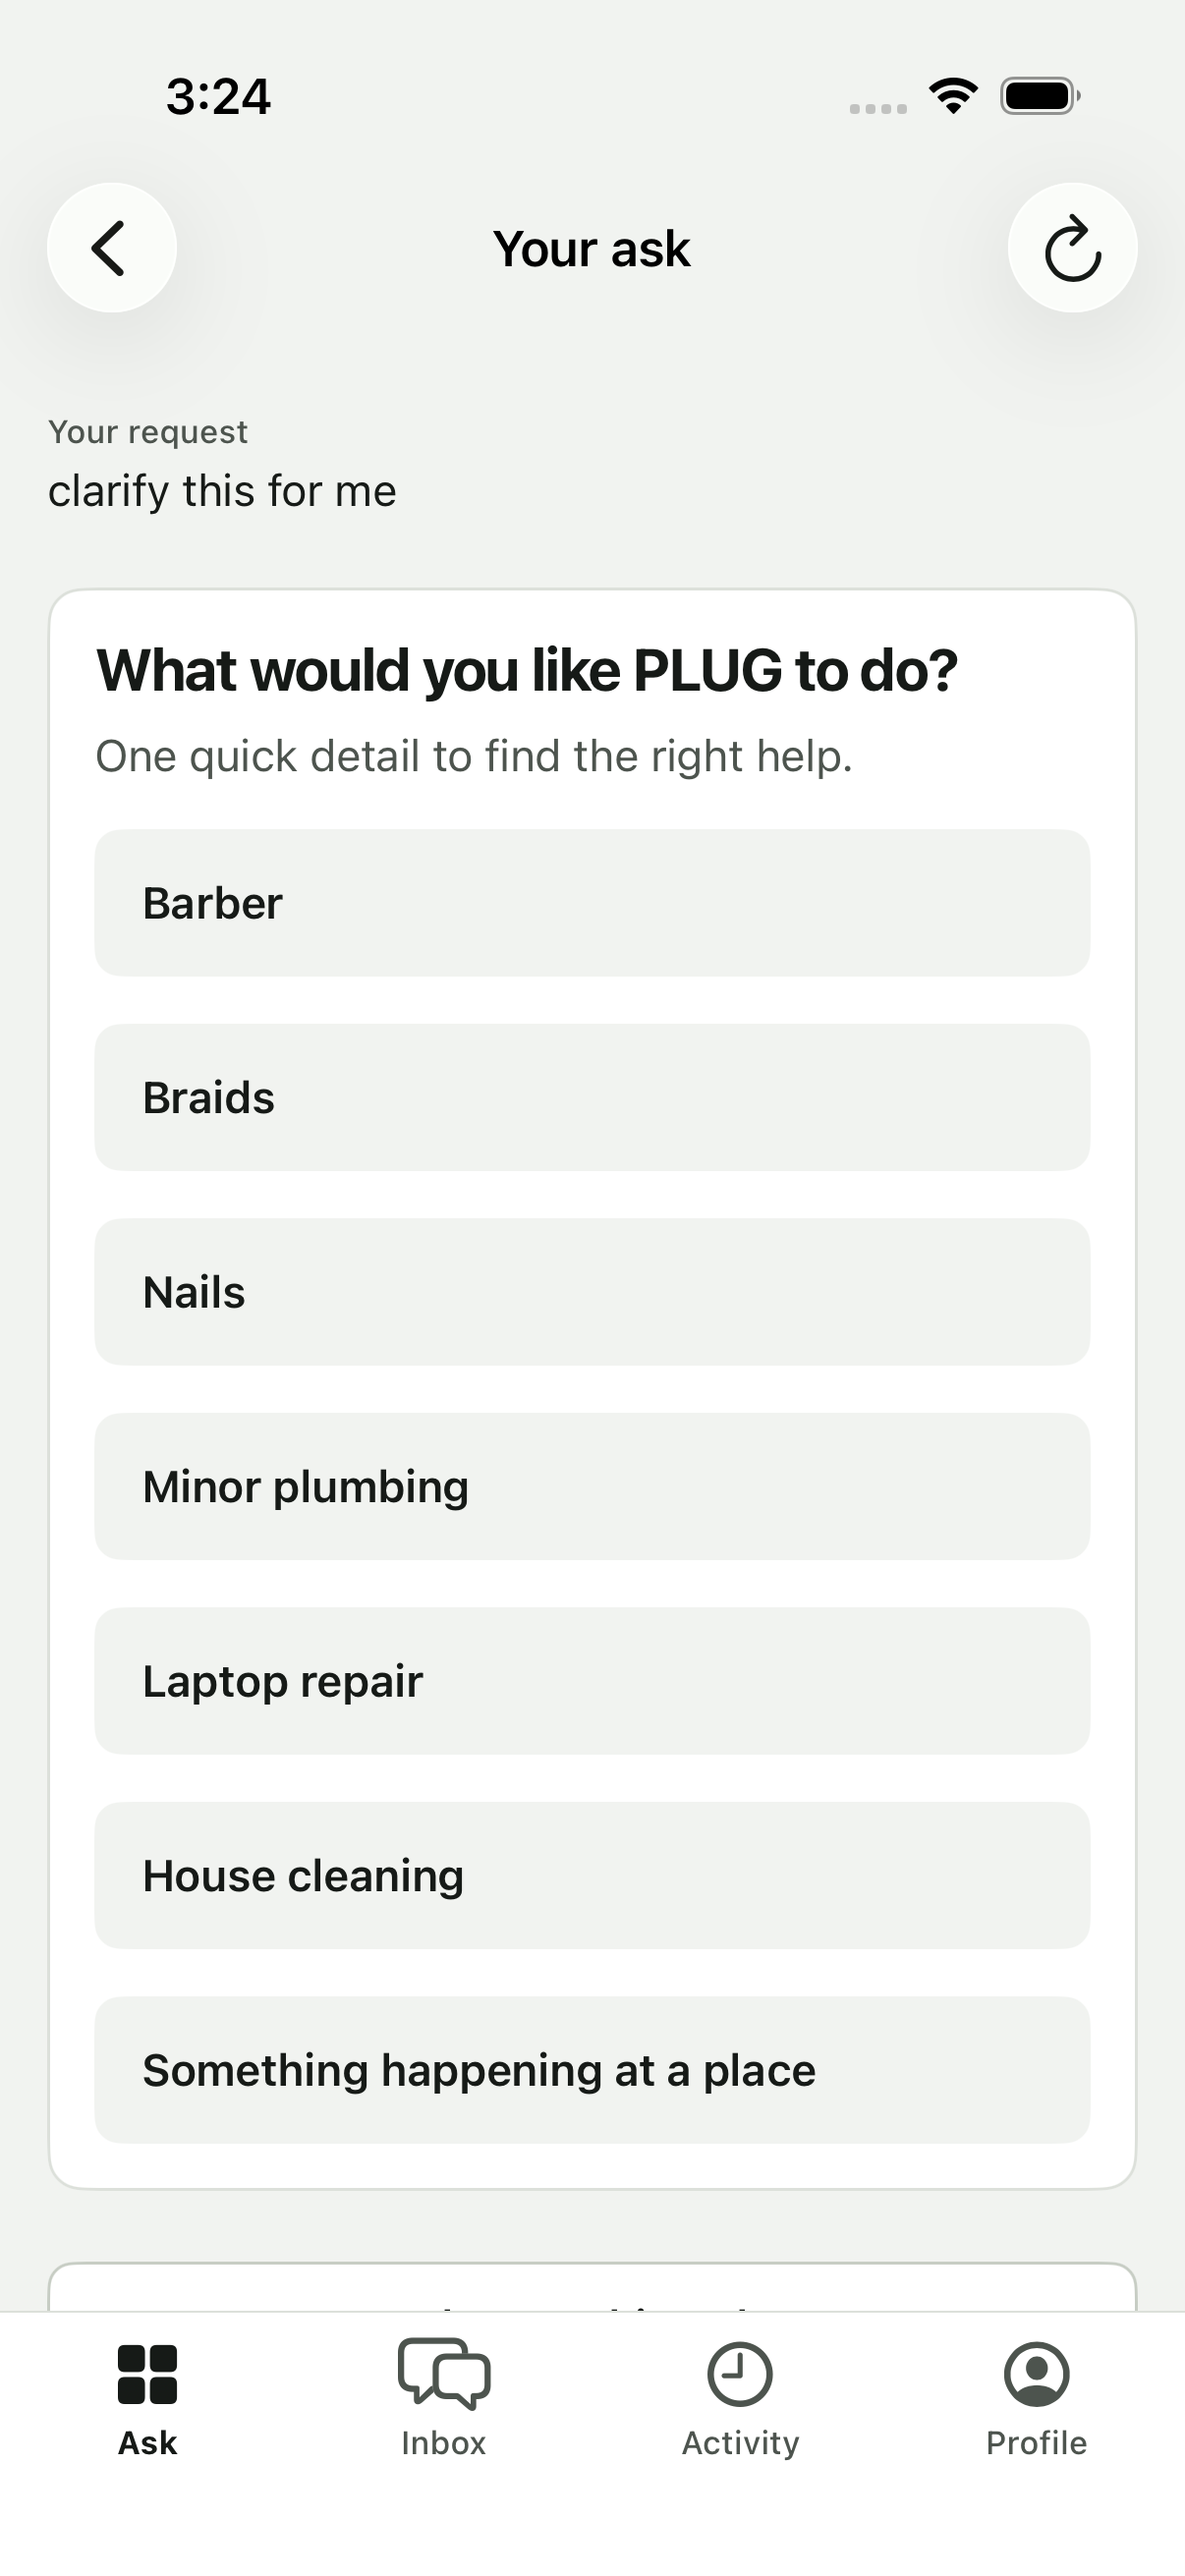 3:24
Your ask
Your request
clarify this for me
What would you like PLUG to do?
One quick detail to find the right help.
Barber
Braids
Nails
Minor plumbing
Laptop repair
House cleaning
Something happening at a place
Ask
Inbox
Activity
Profile